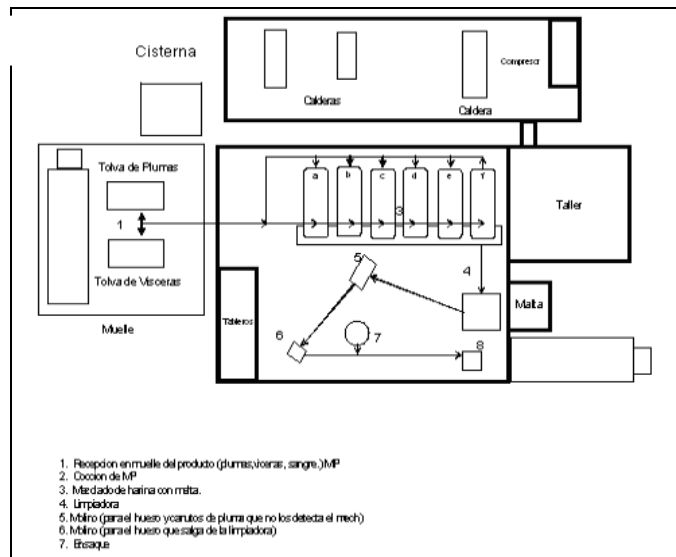 Cisterna
Compresor
Calderas
Caldera
Tolva de Plumas
1
Tolva de Visceras
Muelle
a b c d e f
3
Taller
4
5
Malta
Tableros
6
7
8
1. Recepcion en muelle del producto (plumas,viceras, sangre.)MP
2. Coccion de MP
3. Mezclado de harina con malta.
4. Limpiadora
5. Molino (para el hueso y canutos de pluma que no los detecta el mech)
6. Molino (para el hueso que salga de la limpiadora)
7. Ensaque